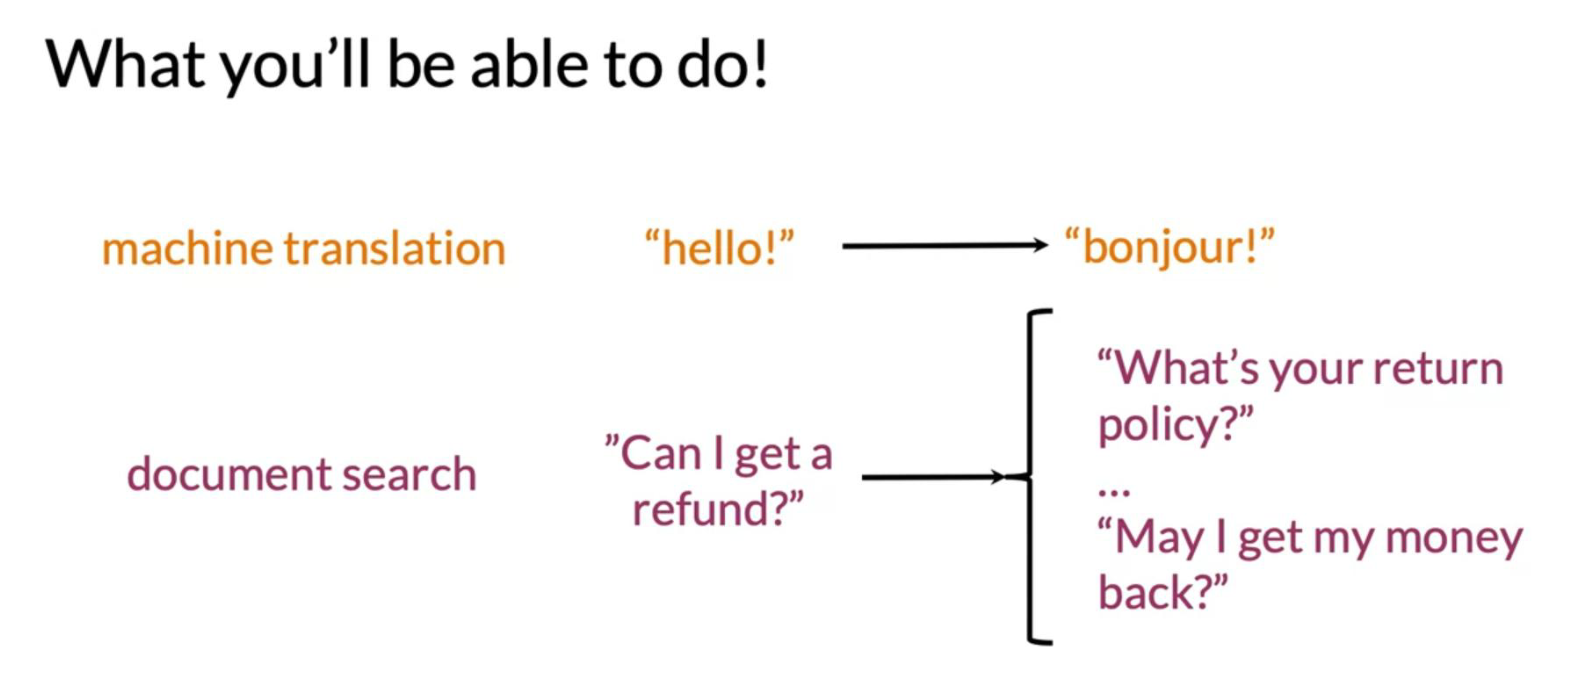 What you’ll be able to do!
machine translation “hello!” “bonjour!”
document search
”Can I get a
refund?”
“What’s your return
policy?”
...
“May I get my money
back?”